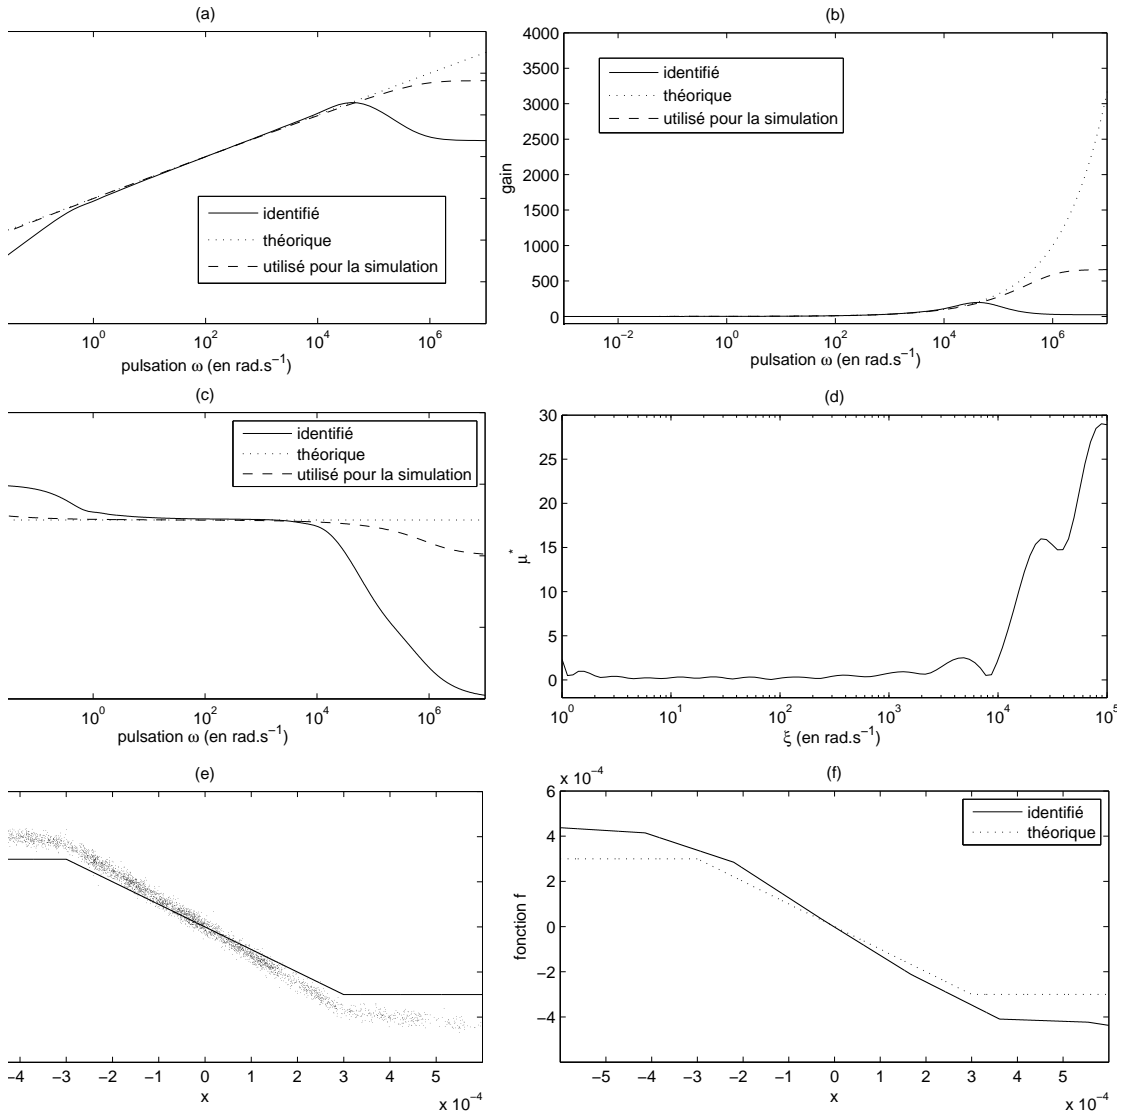 (a)
identifié
théorique
utilisé pour la simulation
10^0 10^2 10^4 10^6
pulsation ω (en rad.s^−1)
(b)
4000
3500
3000
2500
2000
1500
1000
500
0
gain
identifié
théorique
utilisé pour la simulation
10^−2 10^0 10^2 10^4 10^6
pulsation ω (en rad.s^−1)
(c)
identifié
théorique
utilisé pour la simulation
10^0 10^2 10^4 10^6
pulsation ω (en rad.s^−1)
(d)
30
25
20
15
10
5
0
μ*
10^0 10^1 10^2 10^3 10^4 10^5
ξ (en rad.s^−1)
(e)
−4 −3 −2 −1 0 1 2 3 4 5
x
x 10^−4
(f)
x 10^−4
6
4
2
0
−2
−4
fonction f
identifié
théorique
−5 −4 −3 −2 −1 0 1 2 3 4 5
x
x 10^−4